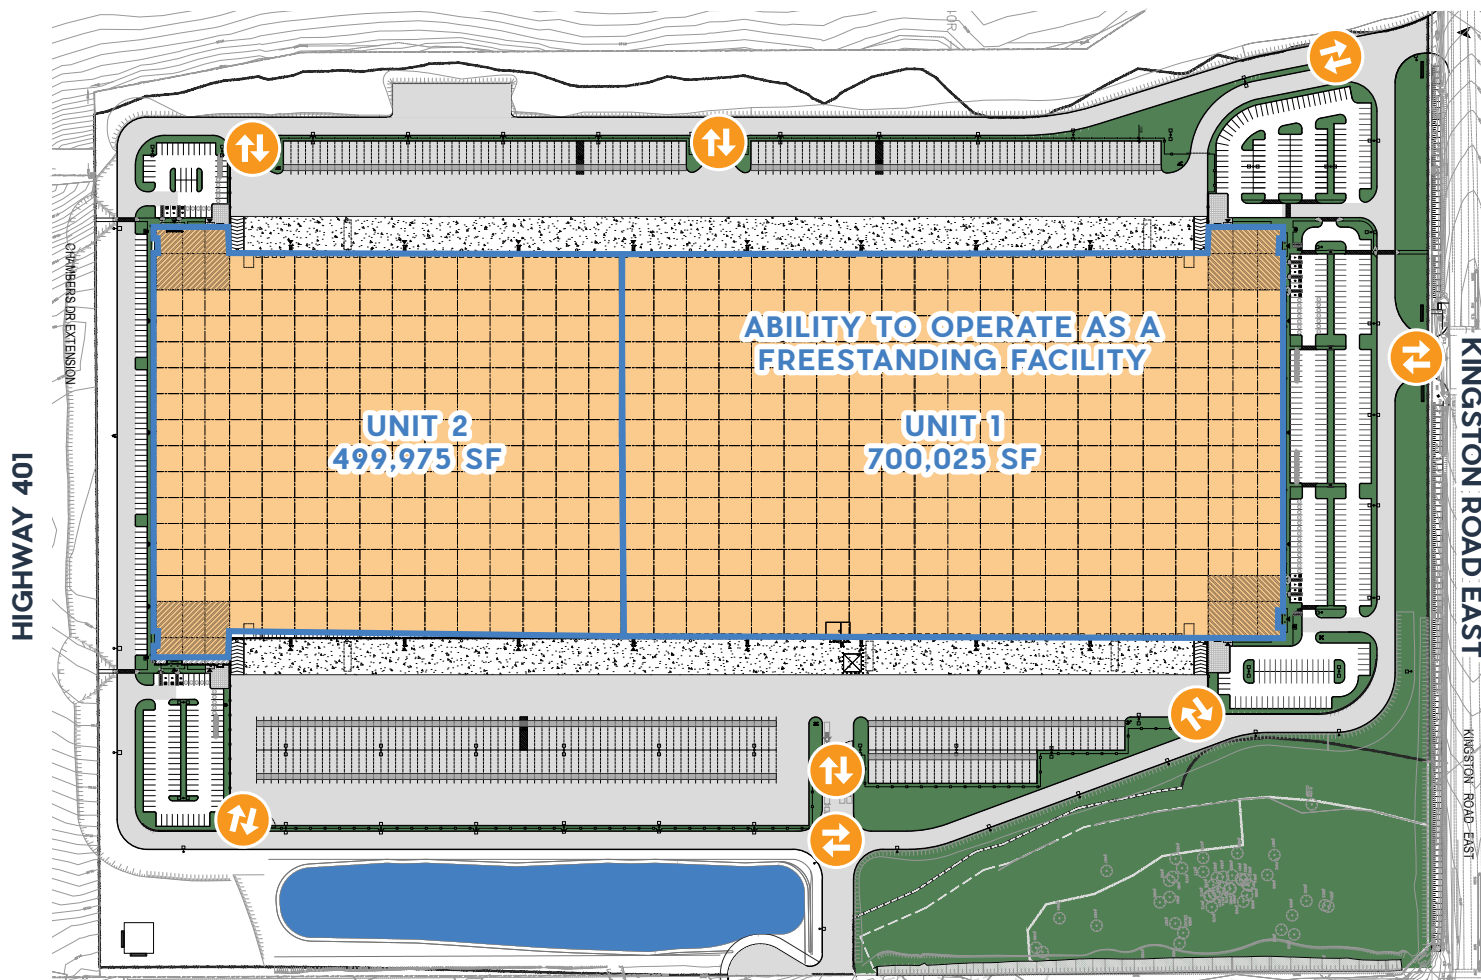 ABILITY TO OPERATE AS A
FREESTANDING FACILITY
UNIT 2
499,975 SF
UNIT 1
700,025 SF
HIGHWAY 401
CHAMBERS DR. EXTENSION
KINGSTON ROAD EAST
KINGSTON ROAD EAST